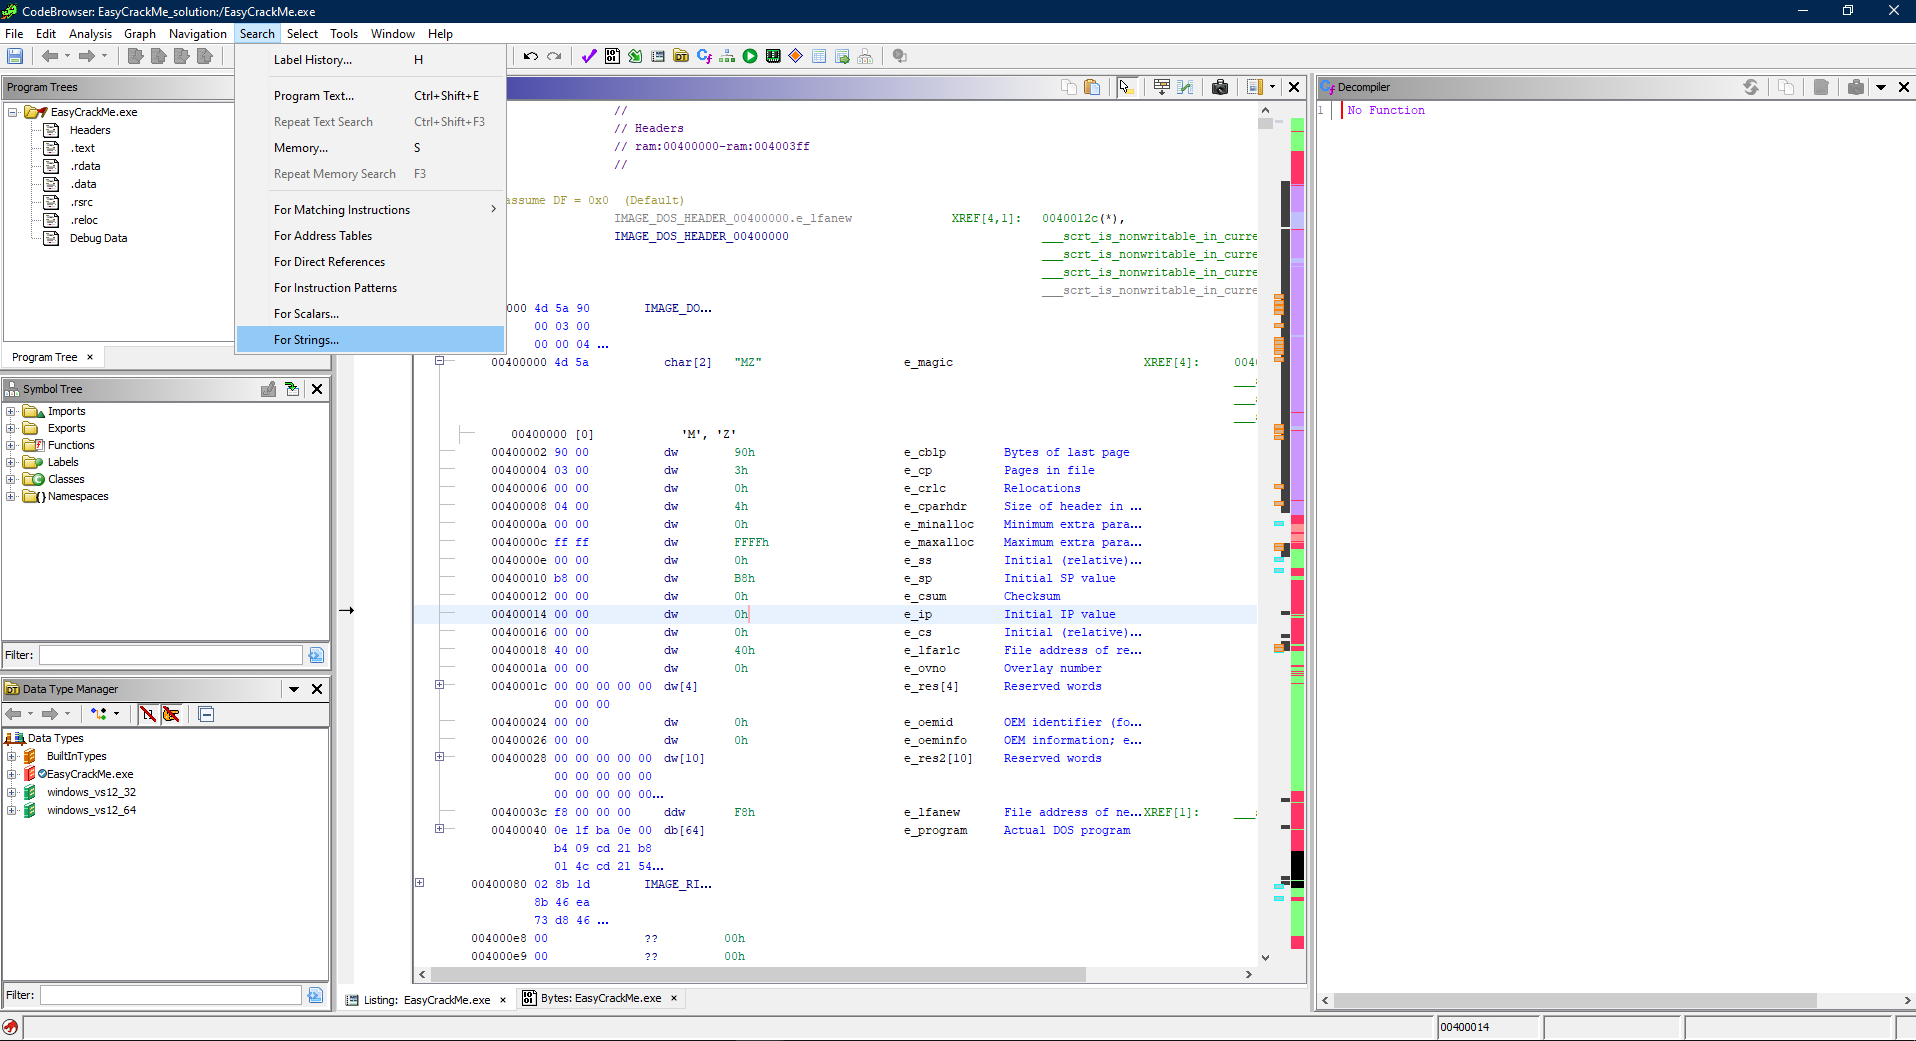 CodeBrowser: EasyCrackMe_solution:/EasyCrackMe.exe
File Edit Analysis Graph Navigation Search Select Tools Window Help
Label History... H
Program Text... Ctrl+Shift+E
Repeat Text Search Ctrl+Shift+F3
Memory... S
Repeat Memory Search F3
For Matching Instructions
For Address Tables
For Direct References
For Instruction Patterns
For Scalars...
For Strings...
Program Trees
EasyCrackMe.exe
Headers
.text
.rdata
.data
.rsrc
.reloc
Debug Data
Program Tree
Symbol Tree
Imports
Exports
Functions
Labels
Classes
Namespaces
Filter:
Data Type Manager
Data Types
BuiltInTypes
EasyCrackMe.exe
windows_vs12_32
windows_vs12_64
Filter:
//
// Headers
// ram:00400000-ram:004003ff
//
assume DF = 0x0 (Default)
IMAGE_DOS_HEADER_00400000.e_lfanew XREF[4,1]: 0040012c(*),
IMAGE_DOS_HEADER_00400000 ___scrt_is_nonwritable_in_curre
___scrt_is_nonwritable_in_curre
___scrt_is_nonwritable_in_curre
___scrt_is_nonwritable_in_curre
000 4d 5a 90 IMAGE_DO...
00 03 00
00 00 04 ...
00400000 4d 5a char[2] "MZ" e_magic XREF[4]: 004
00400000 [0] 'M', 'Z'
00400002 90 00 dw 90h e_cblp Bytes of last page
00400004 03 00 dw 3h e_cp Pages in file
00400006 00 00 dw 0h e_crlc Relocations
00400008 04 00 dw 4h e_cparhdr Size of header in ...
0040000a 00 00 dw 0h e_minalloc Minimum extra para...
0040000c ff ff dw FFFFh e_maxalloc Maximum extra para...
0040000e 00 00 dw 0h e_ss Initial (relative)...
00400010 b8 00 dw B8h e_sp Initial SP value
00400012 00 00 dw 0h e_csum Checksum
00400014 00 00 dw 0h e_ip Initial IP value
00400016 00 00 dw 0h e_cs Initial (relative)...
00400018 40 00 dw 40h e_lfarlc File address of re...
0040001a 00 00 dw 0h e_ovno Overlay number
0040001c 00 00 00 00 00 dw[4] e_res[4] Reserved words
00 00 00
00400024 00 00 dw 0h e_oemid OEM identifier (fo...
00400026 00 00 dw 0h e_oeminfo OEM information; e...
00400028 00 00 00 00 00 dw[10] e_res2[10] Reserved words
00 00 00 00 00
00 00 00 00 00...
0040003c f8 00 00 00 ddw F8h e_lfanew File address of ne... XREF[1]:
00400040 0e 1f ba 0e 00 db[64] e_program Actual DOS program
b4 09 cd 21 b8
01 4c cd 21 54...
00400080 02 8b 1d IMAGE_RI...
8b 46 ea
73 d8 46 ...
004000e8 00 ?? 00h
004000e9 00 ?? 00h
Listing: EasyCrackMe.exe
Bytes: EasyCrackMe.exe
Decompiler
1 No Function
00400014